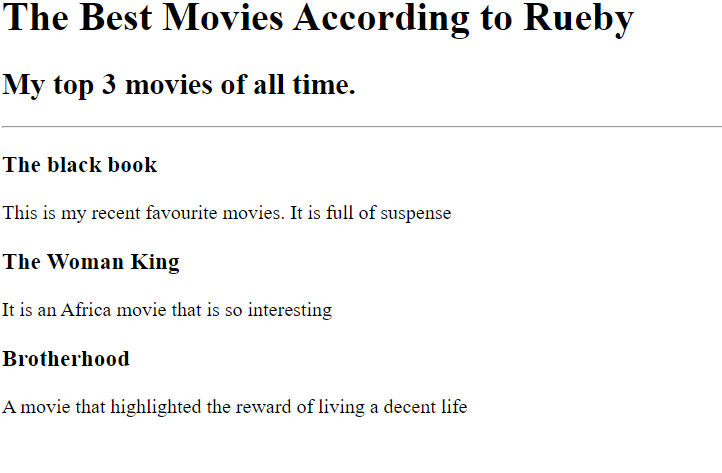 The Best Movies According to Rueby
My top 3 movies of all time.
The black book
This is my recent favourite movies. It is full of suspense
The Woman King
It is an Africa movie that is so interesting
Brotherhood
A movie that highlighted the reward of living a decent life